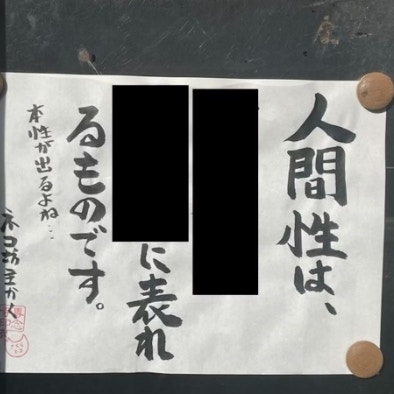 人間性は、
に表れ
るものです。
本性が出るよね…